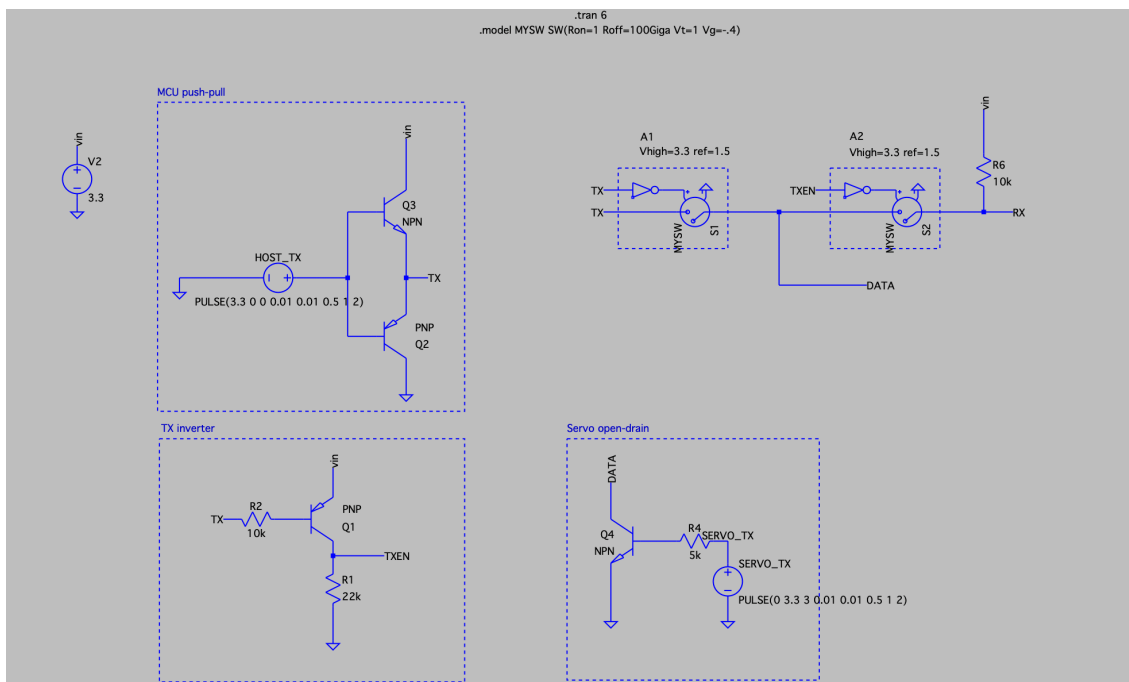 .tran 6
.model MYSW SW(Ron=1 Roff=100Giga Vt=1 Vg=-.4)
MCU push-pull
vin
V2
3.3
vin
Q3
NPN
HOST_TX
TX
PULSE(3.3 0 0 0.01 0.01 0.5 1 2)
PNP
Q2
A1
Vhigh=3.3 ref=1.5
TX
TX
MYSW
S1
A2
Vhigh=3.3 ref=1.5
TXEN
MYSW
S2
vin
R6
10k
RX
DATA
TX inverter
vin
R2
TX
10k
PNP
Q1
TXEN
R1
22k
Servo open-drain
DATA
Q4
NPN
R4
SERVO_TX
5k
SERVO_TX
PULSE(0 3.3 3 0.01 0.01 0.5 1 2)